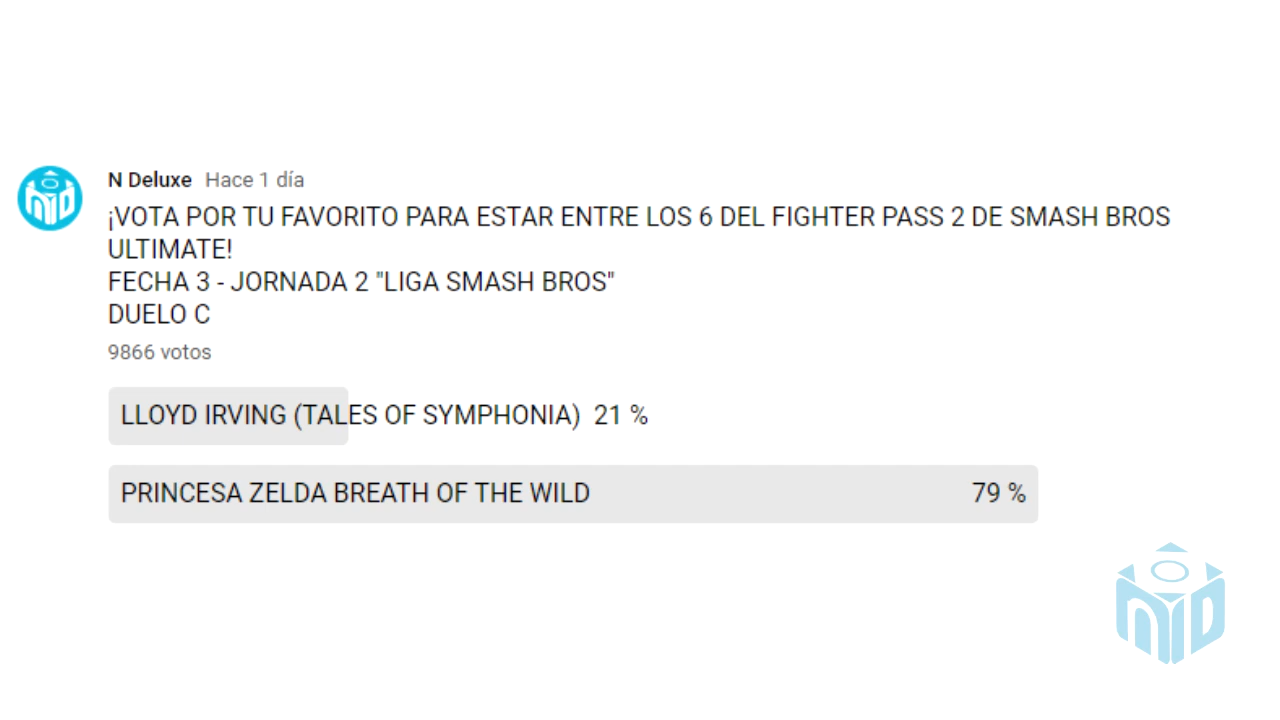 N Deluxe Hace 1 día
¡VOTA POR TU FAVORITO PARA ESTAR ENTRE LOS 6 DEL FIGHTER PASS 2 DE SMASH BROS
ULTIMATE!
FECHA 3 - JORNADA 2 "LIGA SMASH BROS"
DUELO C
9866 votos
LLOYD IRVING (TALES OF SYMPHONIA) 21 %
PRINCESA ZELDA BREATH OF THE WILD 79 %